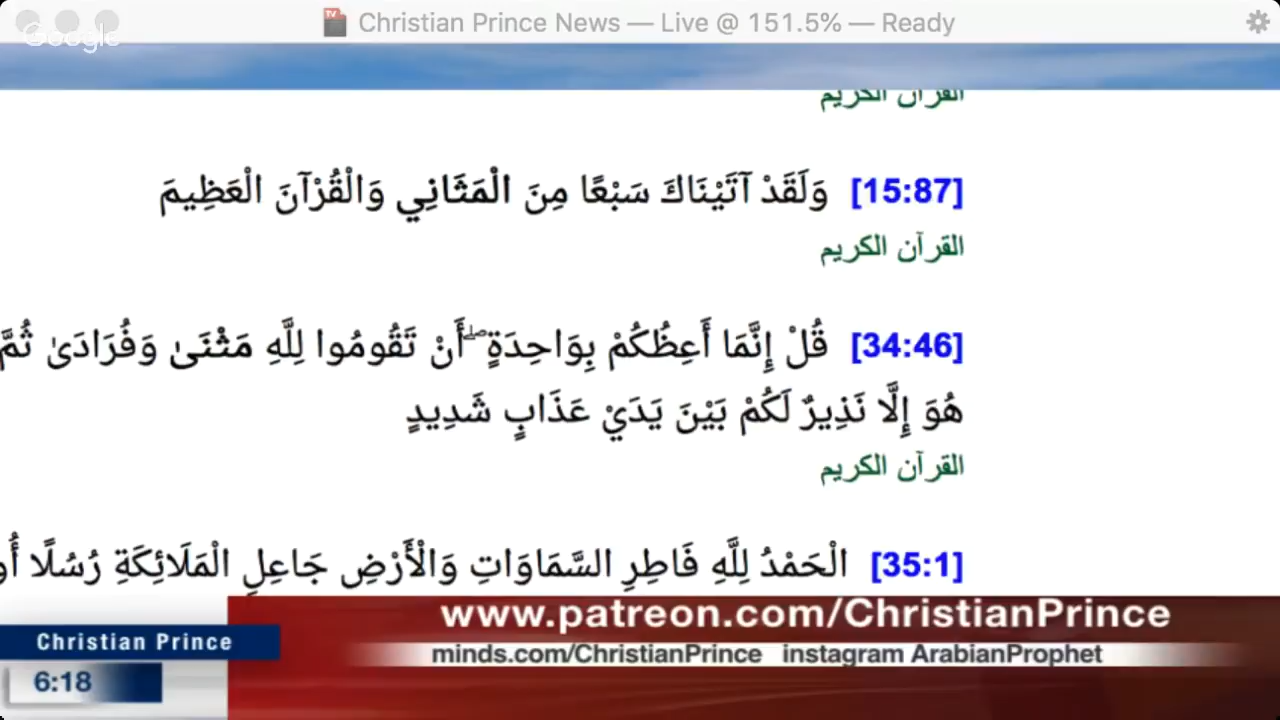 Christian Prince News — Live @ 151.5% — Ready
Google
القرآن الكريم
[15:87] وَلَقَدْ آتَيْنَاكَ سَبْعًا مِنَ الْمَثَانِي وَالْقُرْآنَ الْعَظِيمَ
القرآن الكريم
[34:46] قُلْ إِنَّمَا أَعِظُكُمْ بِوَاحِدَةٍ ۖ أَنْ تَقُومُوا لِلَّهِ مَثْنَىٰ وَفُرَادَىٰ ثُمَّ
هُوَ إِلَّا نَذِيرٌ لَكُمْ بَيْنَ يَدَيْ عَذَابٍ شَدِيدٍ
القرآن الكريم
[35:1] الْحَمْدُ لِلَّهِ فَاطِرِ السَّمَاوَاتِ وَالْأَرْضِ جَاعِلِ الْمَلَائِكَةِ رُسُلًا
www.patreon.com/ChristianPrince
Christian Prince
minds.com/ChristianPrince instagram ArabianProphet
6:18